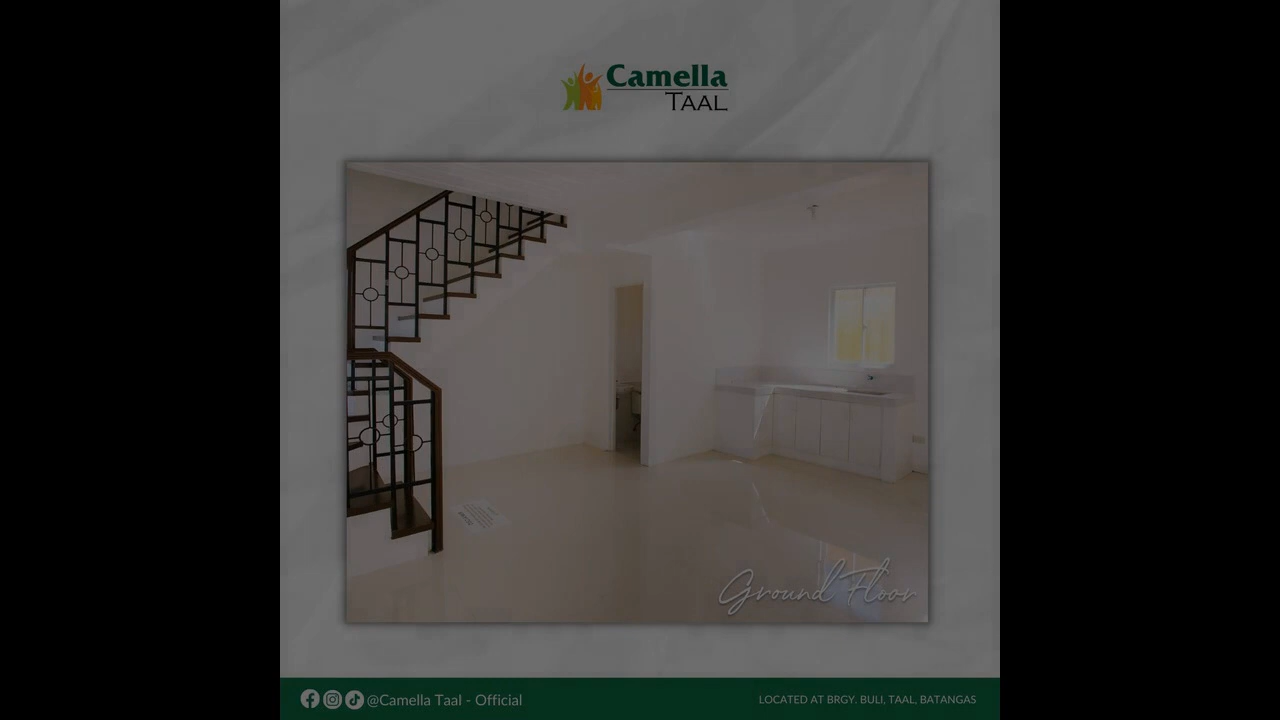 Camella
TAAL
Ground Floor
@Camella Taal - Official
LOCATED AT BRGY. BULI, TAAL, BATANGAS